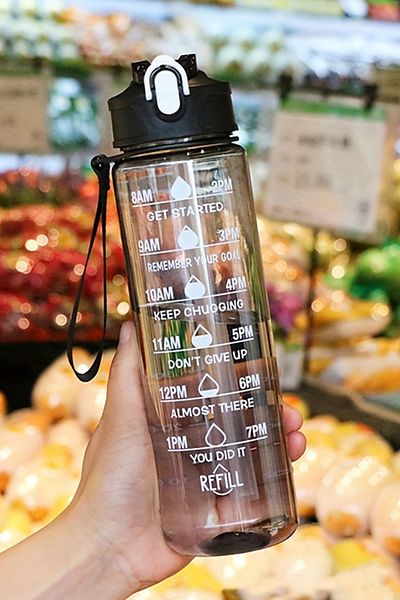 8AM 2PM
GET STARTED
9AM 3PM
REMEMBER YOUR GOAL
10AM 4PM
KEEP CHUGGING
11AM 5PM
DON'T GIVE UP
12PM 6PM
ALMOST THERE
1PM 7PM
YOU DID IT
REFILL